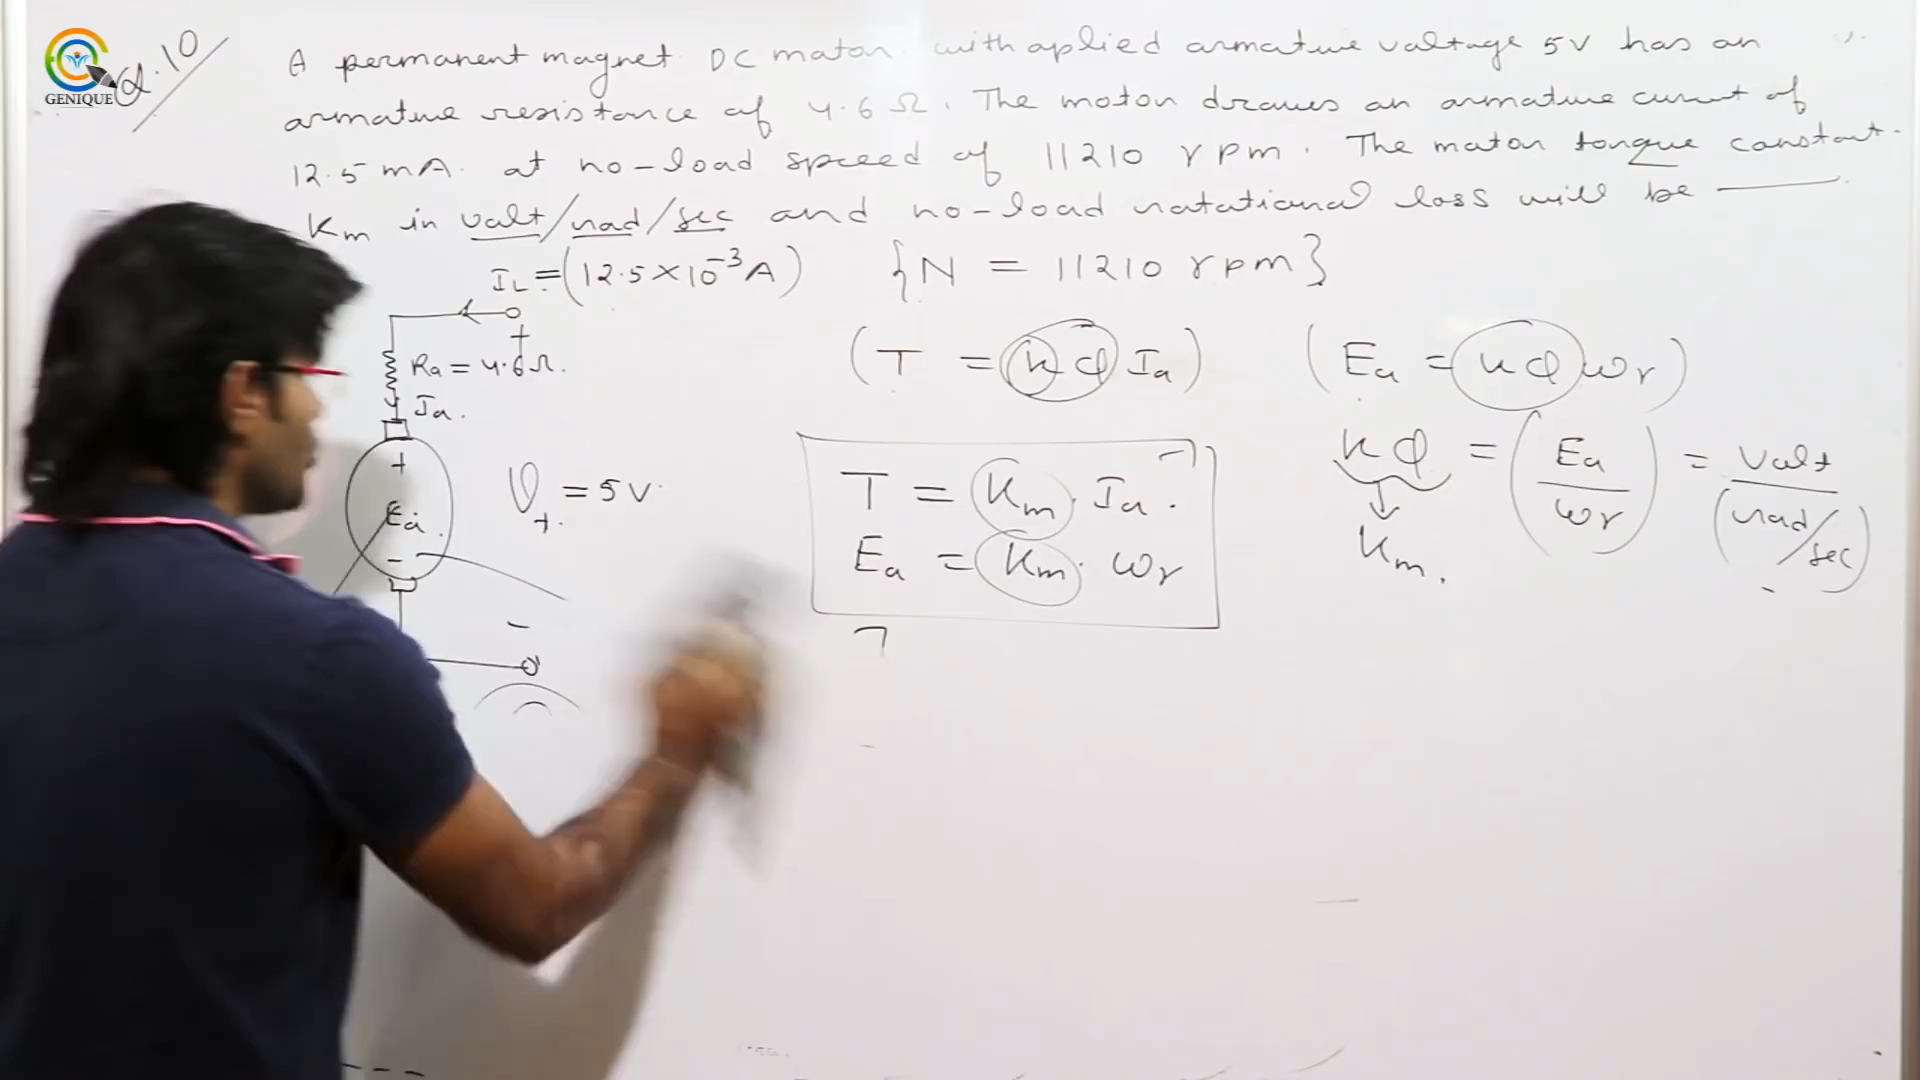 GENIQUE
Q.10
A permanent magnet DC motor with aplied armature voltage 5V has an
armature resistance of 4.6 Ω. The motor draws an armature current of
12.5 mA. at no-load speed of 11210 rpm. The motor torque constant.
Km in volt/rad/sec and no-load rotational loss will be ____.
IL = (12.5×10⁻³A) {N = 11210 rpm}
Ra = 4.6Ω.
Ia.
+
+
Ea.
-
-
Vt = 5V.
(T = kφ Ia) (Ea = kφ ωr)
T = Km. Ia.
Ea = Km. ωr
kφ = (Ea/ωr) = volt/(rad/sec)
Km.